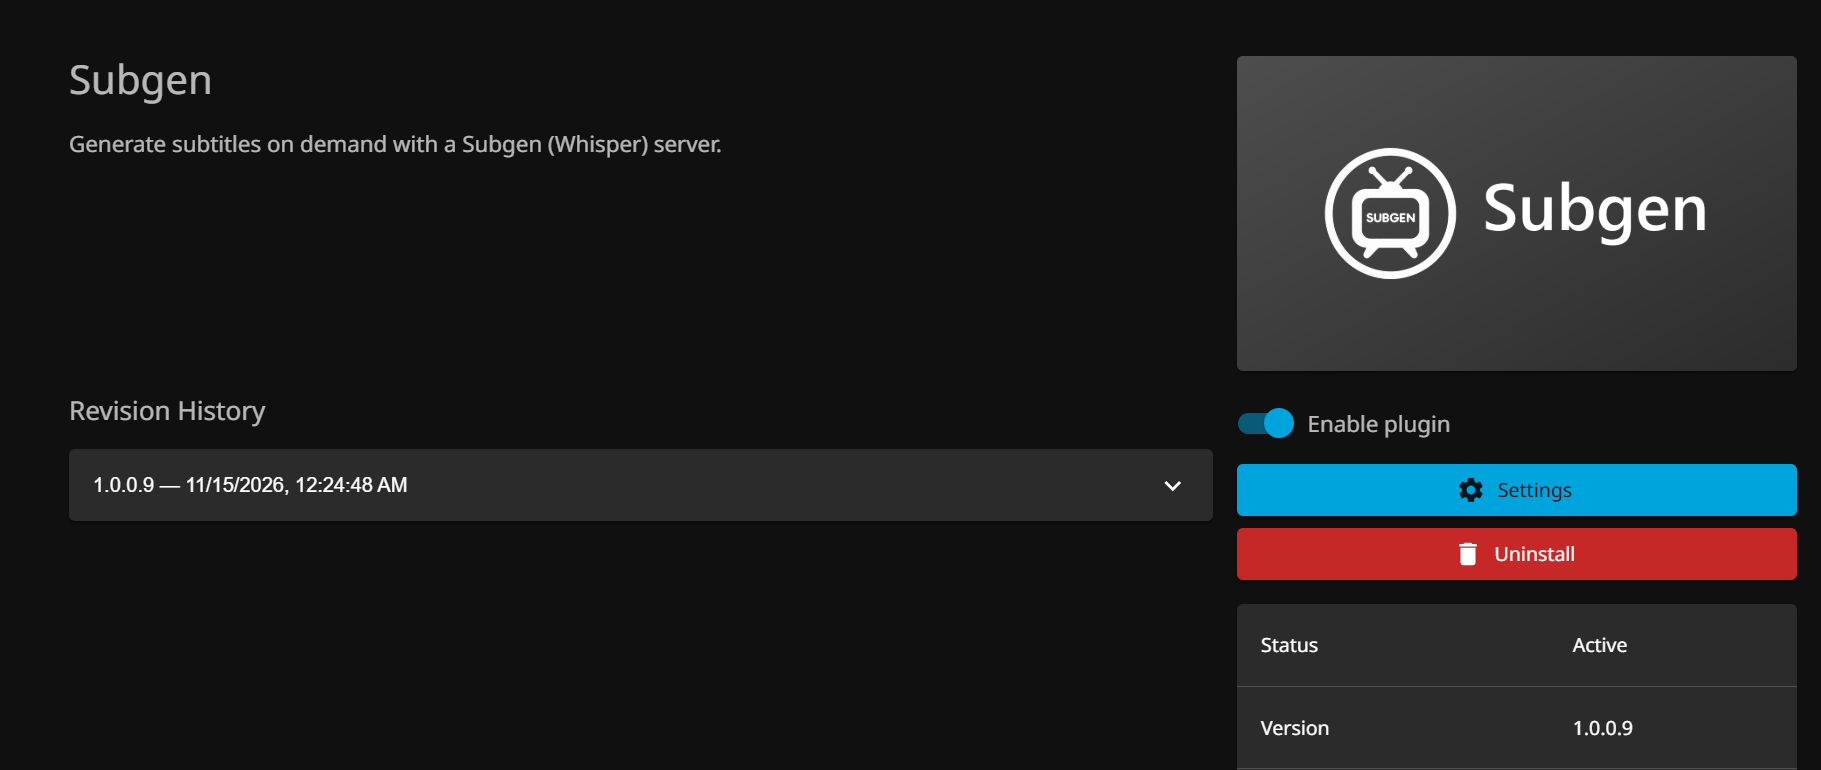 Subgen
Generate subtitles on demand with a Subgen (Whisper) server.
SUBGEN
Subgen
Revision History
1.0.0.9 — 11/15/2026, 12:24:48 AM
Enable plugin
Settings
Uninstall
Status Active
Version 1.0.0.9